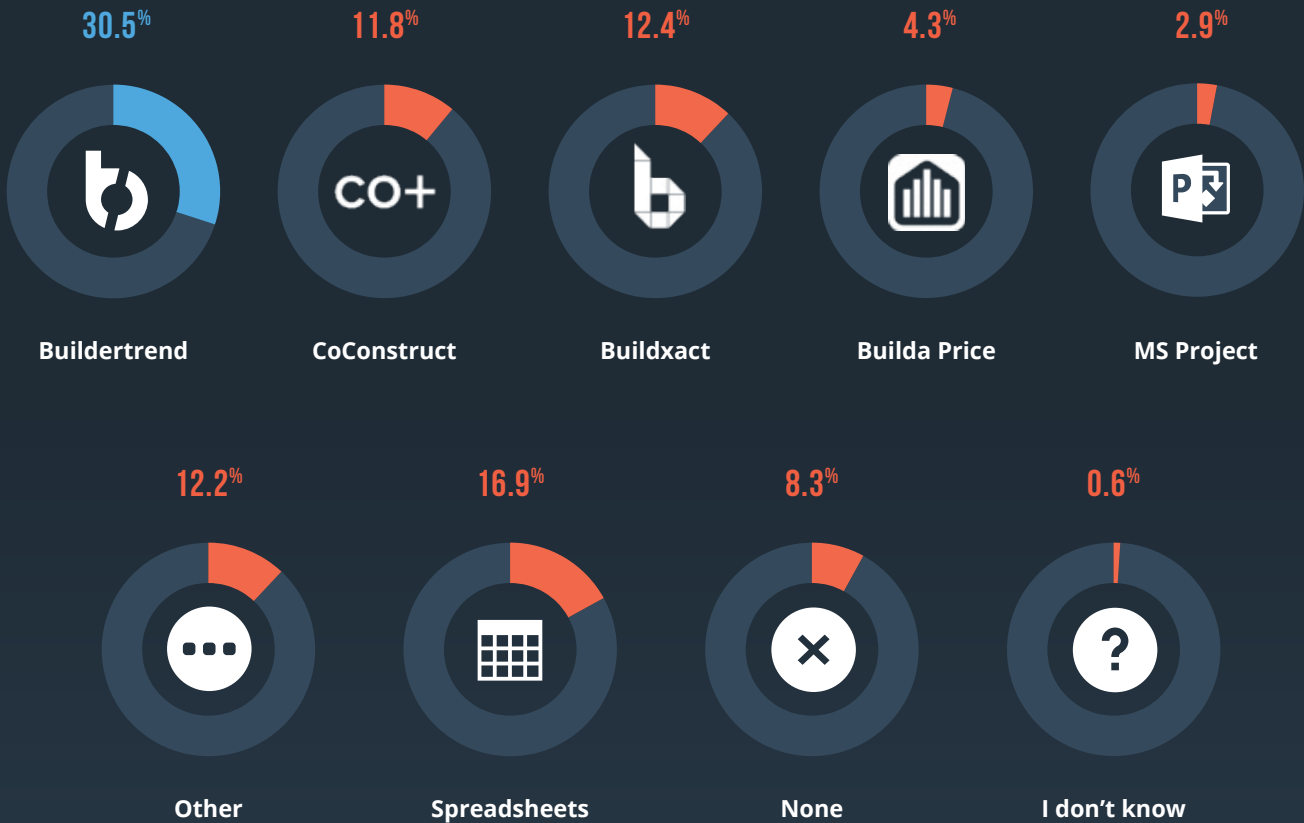 30.5% 11.8% 12.4% 4.3% 2.9%
co+ P
Buildertrend CoConstruct Buildxact Builda Price MS Project
12.2% 16.9% 8.3% 0.6%
?
Other Spreadsheets None I don’t know